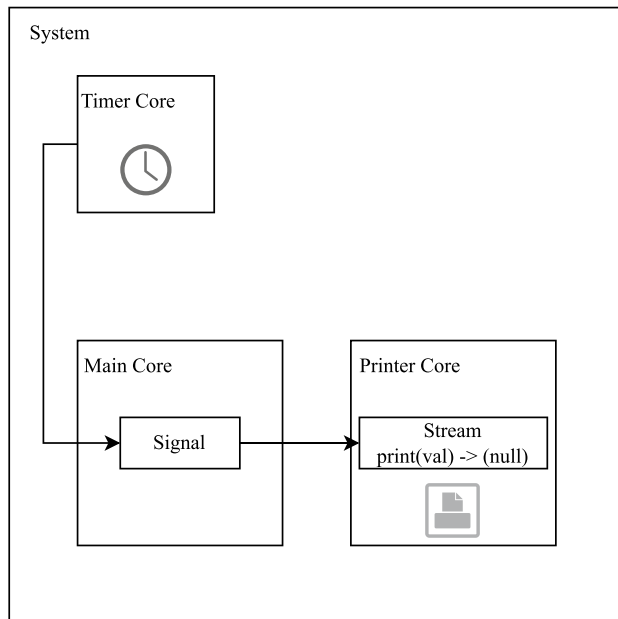 System
Timer Core
Main Core
Printer Core
Signal
Stream
print(val) -> (null)